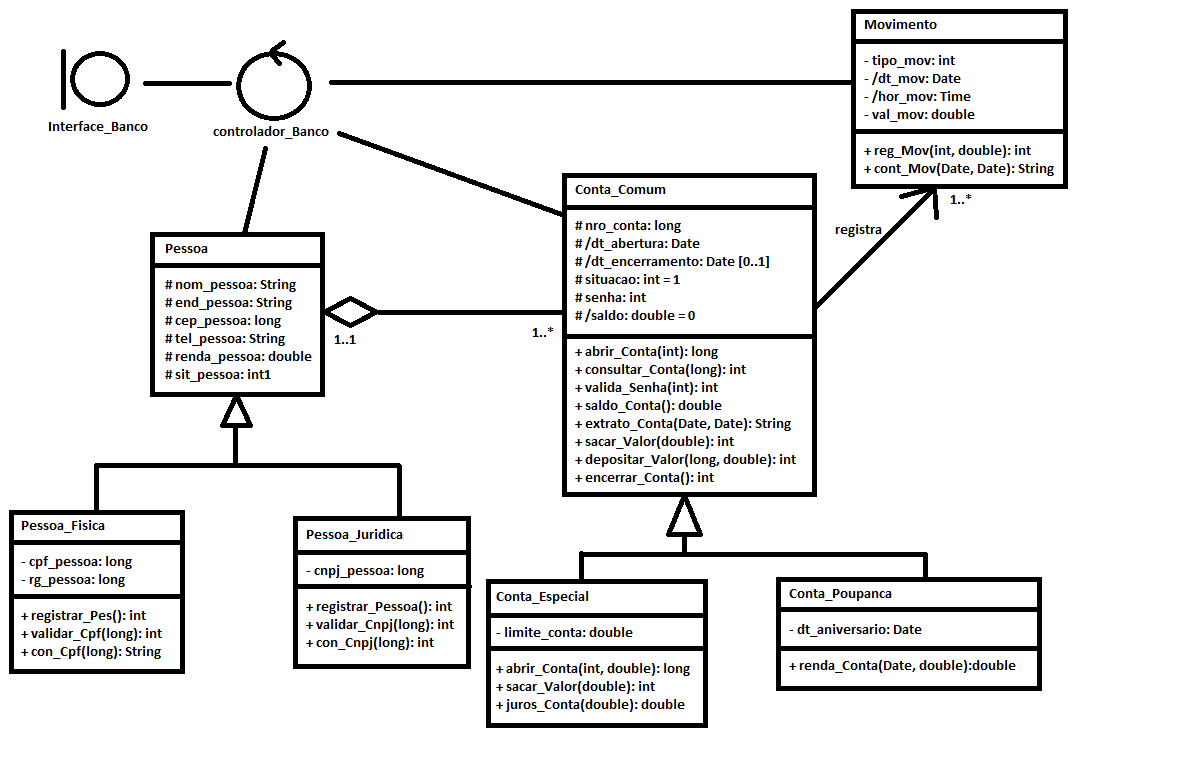 Interface_Banco
controlador_Banco
Movimento
- tipo_mov: int
- /dt_mov: Date
- /hor_mov: Time
- val_mov: double
+ reg_Mov(int, double): int
+ cont_Mov(Date, Date): String
1..*
registra
Conta_Comum
# nro_conta: long
# /dt_abertura: Date
# /dt_encerramento: Date [0..1]
# situacao: int = 1
# senha: int
# /saldo: double = 0
+ abrir_Conta(int): long
+ consultar_Conta(long): int
+ valida_Senha(int): int
+ saldo_Conta(): double
+ extrato_Conta(Date, Date): String
+ sacar_Valor(double): int
+ depositar_Valor(long, double): int
+ encerrar_Conta(): int
Pessoa
# nom_pessoa: String
# end_pessoa: String
# cep_pessoa: long
# tel_pessoa: String
# renda_pessoa: double
# sit_pessoa: int1
1..1
1..*
Pessoa_Fisica
- cpf_pessoa: long
- rg_pessoa: long
+ registrar_Pes(): int
+ validar_Cpf(long): int
+ con_Cpf(long): String
Pessoa_Juridica
- cnpj_pessoa: long
+ registrar_Pessoa(): int
+ validar_Cnpj(long): int
+ con_Cnpj(long): int
Conta_Especial
- limite_conta: double
+ abrir_Conta(int, double): long
+ sacar_Valor(double): int
+ juros_Conta(double): double
Conta_Poupanca
- dt_aniversario: Date
+ renda_Conta(Date, double):double